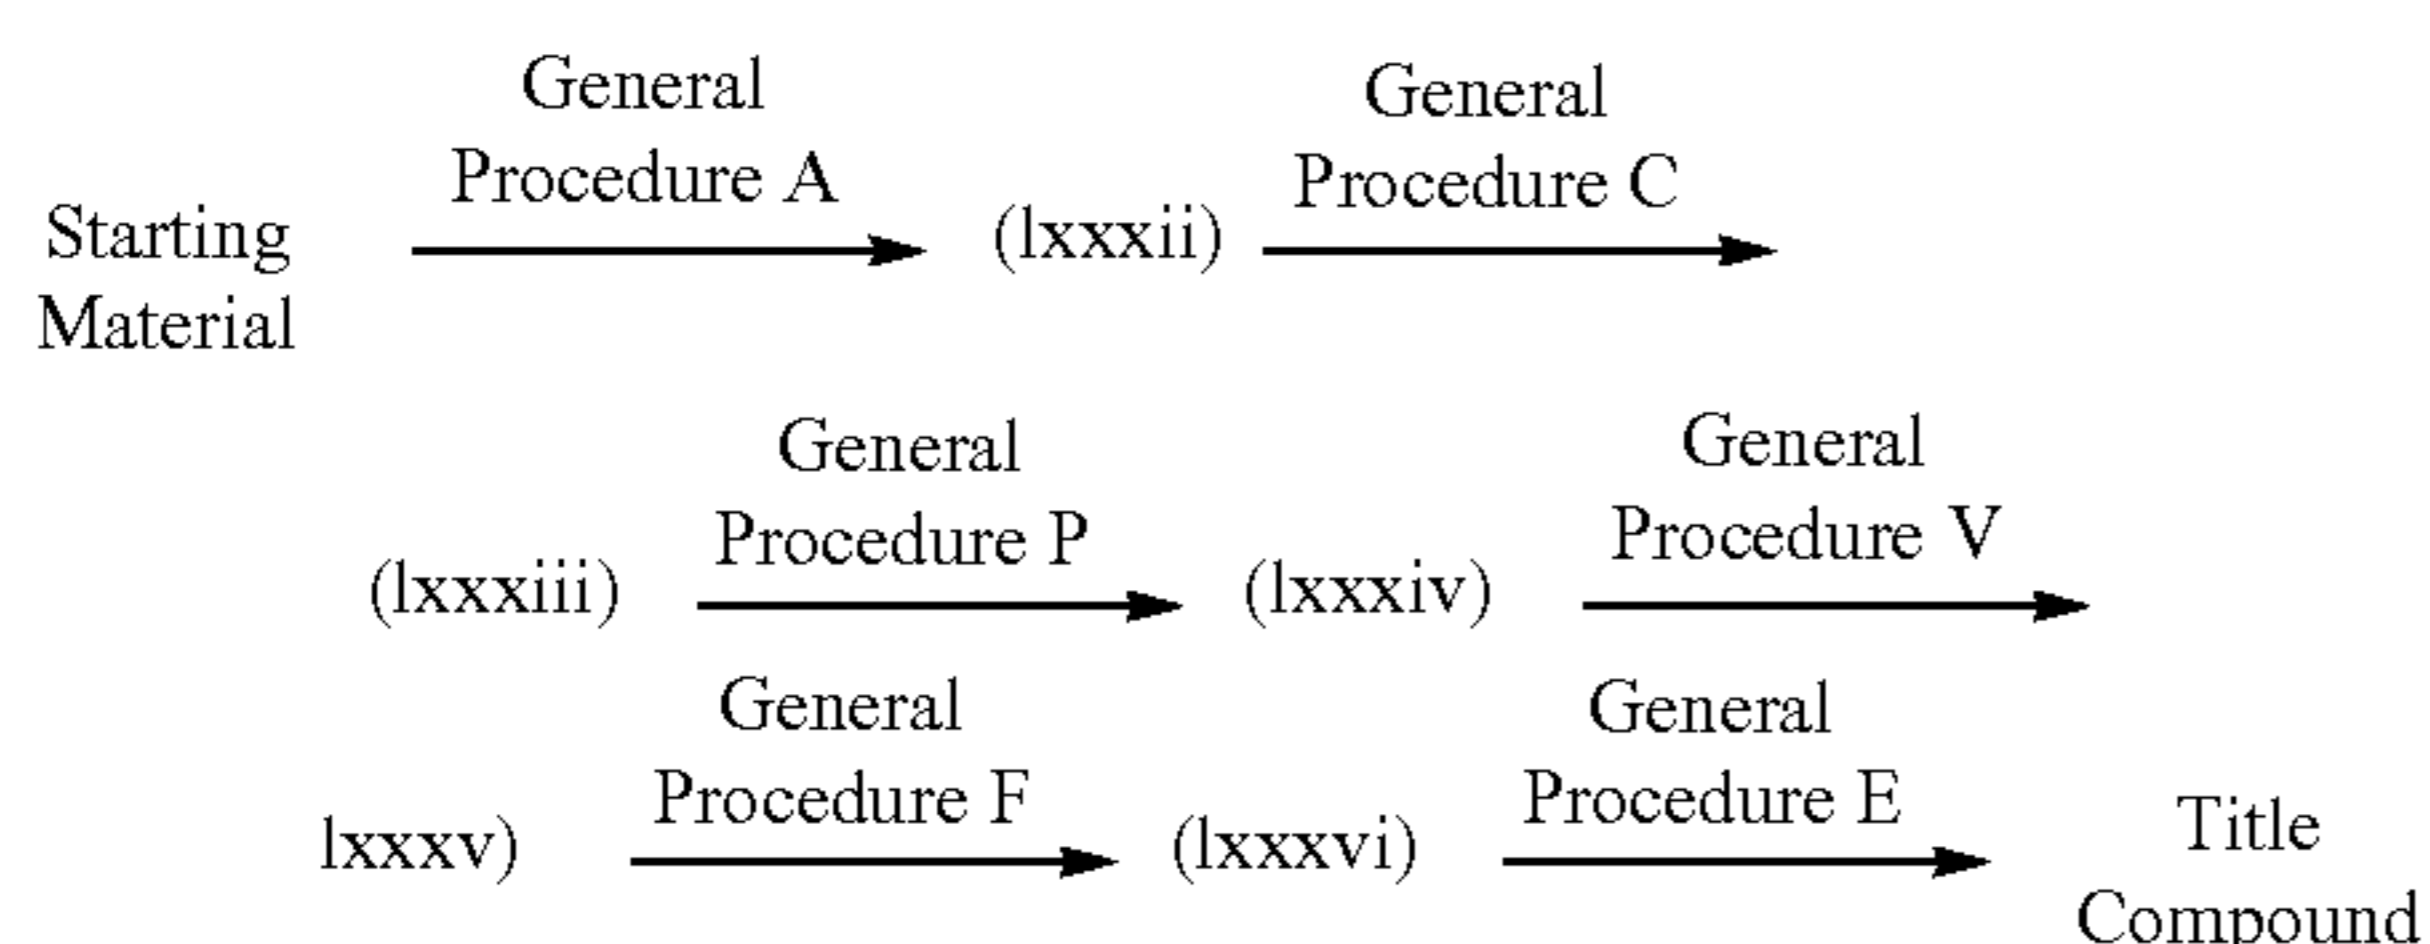 General
Procedure A
General
Procedure C
Starting
Material
(lxxxii)
General
Procedure P
General
Procedure V
(lxxxiii)
(lxxxiv)
General
Procedure F
General
Procedure E
lxxxv)
(lxxxvi)
Title
Compound